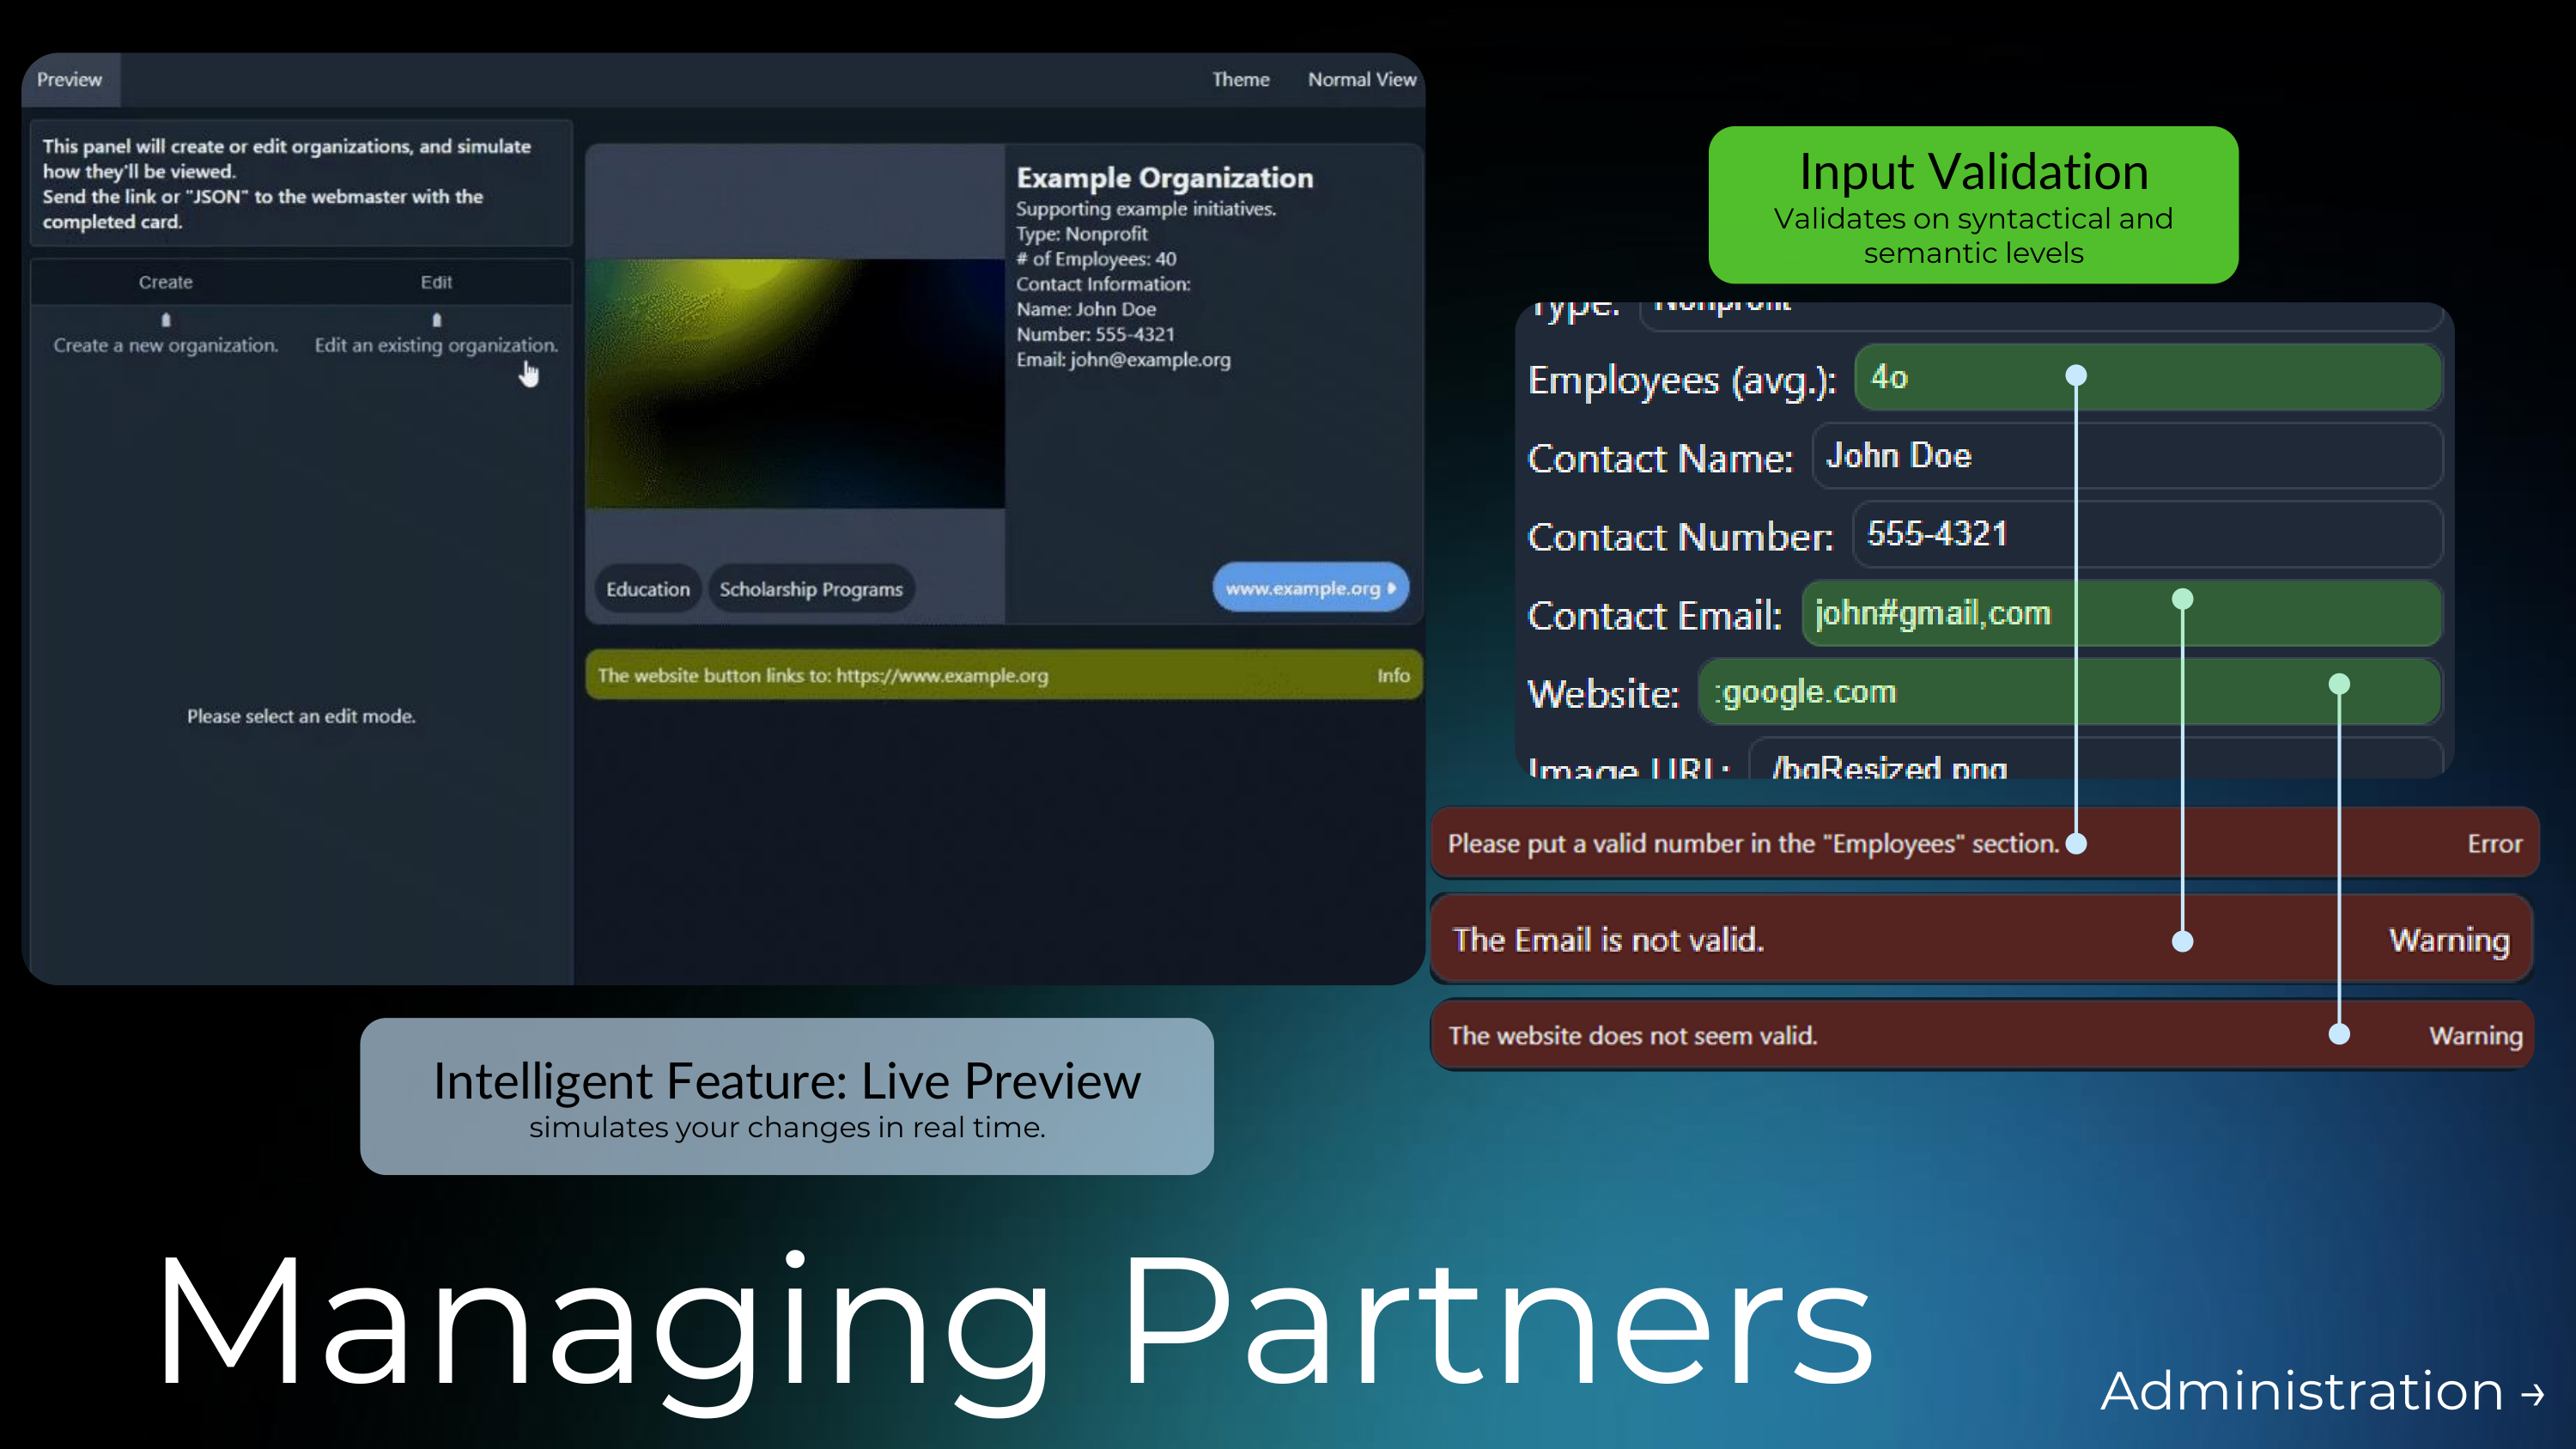 Preview
Theme
Normal View
This panel will create or edit organizations, and simulate
how they'll be viewed.
Send the link or "JSON" to the webmaster with the
completed card.
Create
Edit
Create a new organization.
Edit an existing organization.
Please select an edit mode.
Example Organization
Supporting example initiatives.
Type: Nonprofit
# of Employees: 40
Contact Information:
Name: John Doe
Number: 555-4321
Email: john@example.org
Education
Scholarship Programs
www.example.org
The website button links to: https://www.example.org
Info
Intelligent Feature: Live Preview
simulates your changes in real time.
Input Validation
Validates on syntactical and
semantic levels
Type: Nonprofit
Employees (avg.): 4o
Contact Name: John Doe
Contact Number: 555-4321
Contact Email: john#gmail,com
Website: :google.com
Image URL: /bgResized.png
Please put a valid number in the "Employees" section.
Error
The Email is not valid.
Warning
The website does not seem valid.
Warning
Managing Partners
Administration →